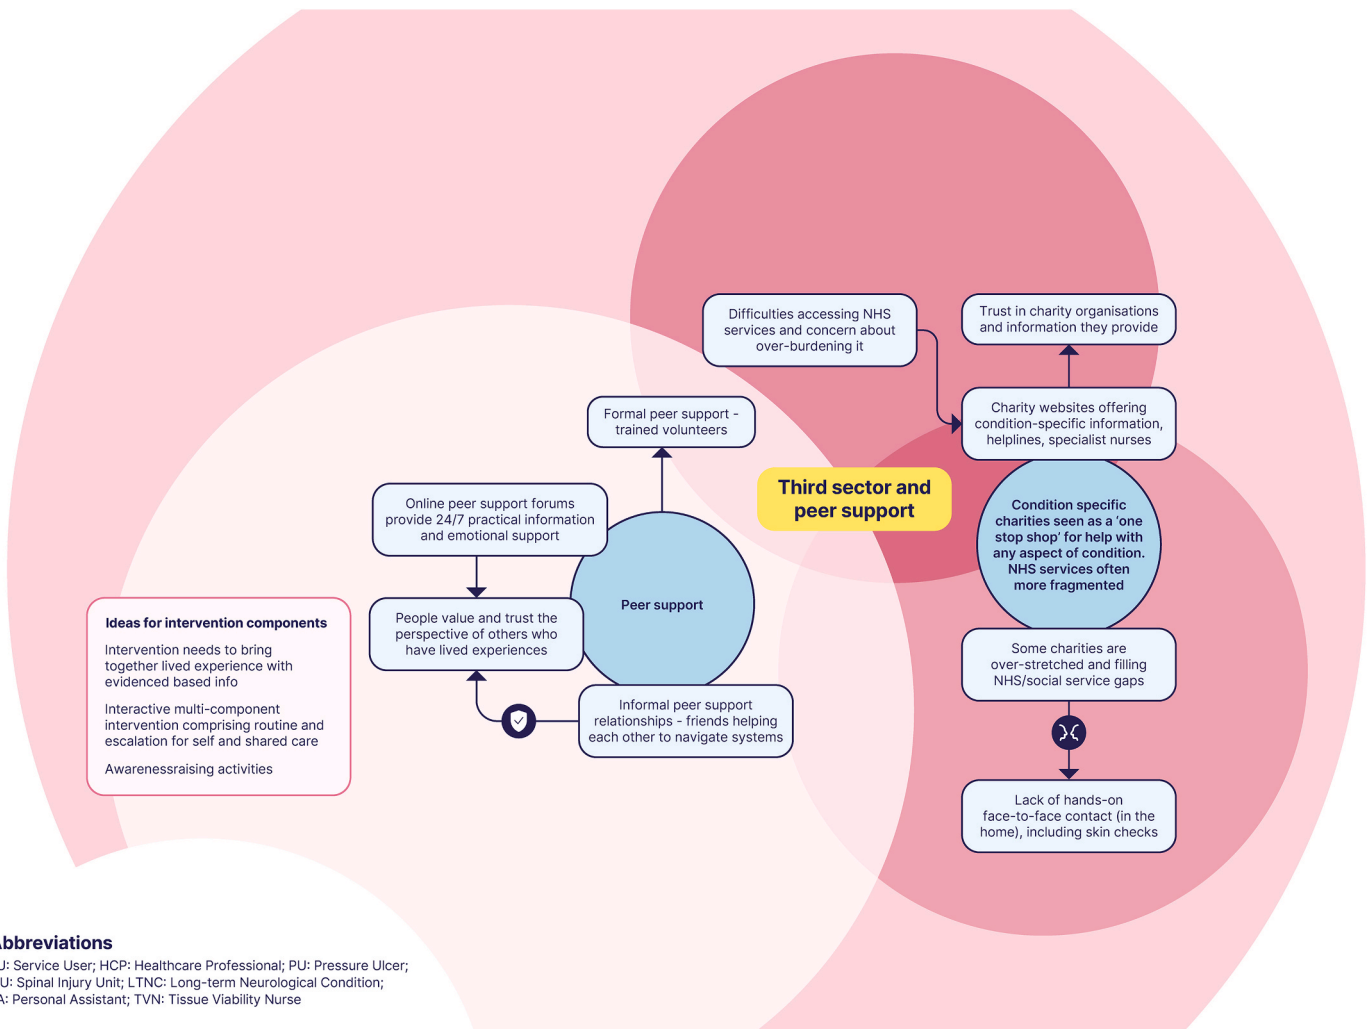 Difficulties accessing NHS
services and concern about
over-burdening it
Trust in charity organisations
and information they provide
Charity websites offering
condition-specific information,
helplines, specialist nurses
Formal peer support -
trained volunteers
Third sector and
peer support
Online peer support forums
provide 24/7 practical information
and emotional support
Condition specific
charities seen as a ‘one
stop shop’ for help with
any aspect of condition.
NHS services often
more fragmented
Peer support
People value and trust the
perspective of others who
have lived experiences
Ideas for intervention components
Intervention needs to bring
together lived experience with
evidenced based info
Interactive multi-component
intervention comprising routine and
escalation for self and shared care
Awarenessraising activities
Some charities are
over-stretched and filling
NHS/social service gaps
Informal peer support
relationships - friends helping
each other to navigate systems
Lack of hands-on
face-to-face contact (in the
home), including skin checks
Abbreviations
U: Service User; HCP: Healthcare Professional; PU: Pressure Ulcer;
U: Spinal Injury Unit; LTNC: Long-term Neurological Condition;
A: Personal Assistant; TVN: Tissue Viability Nurse